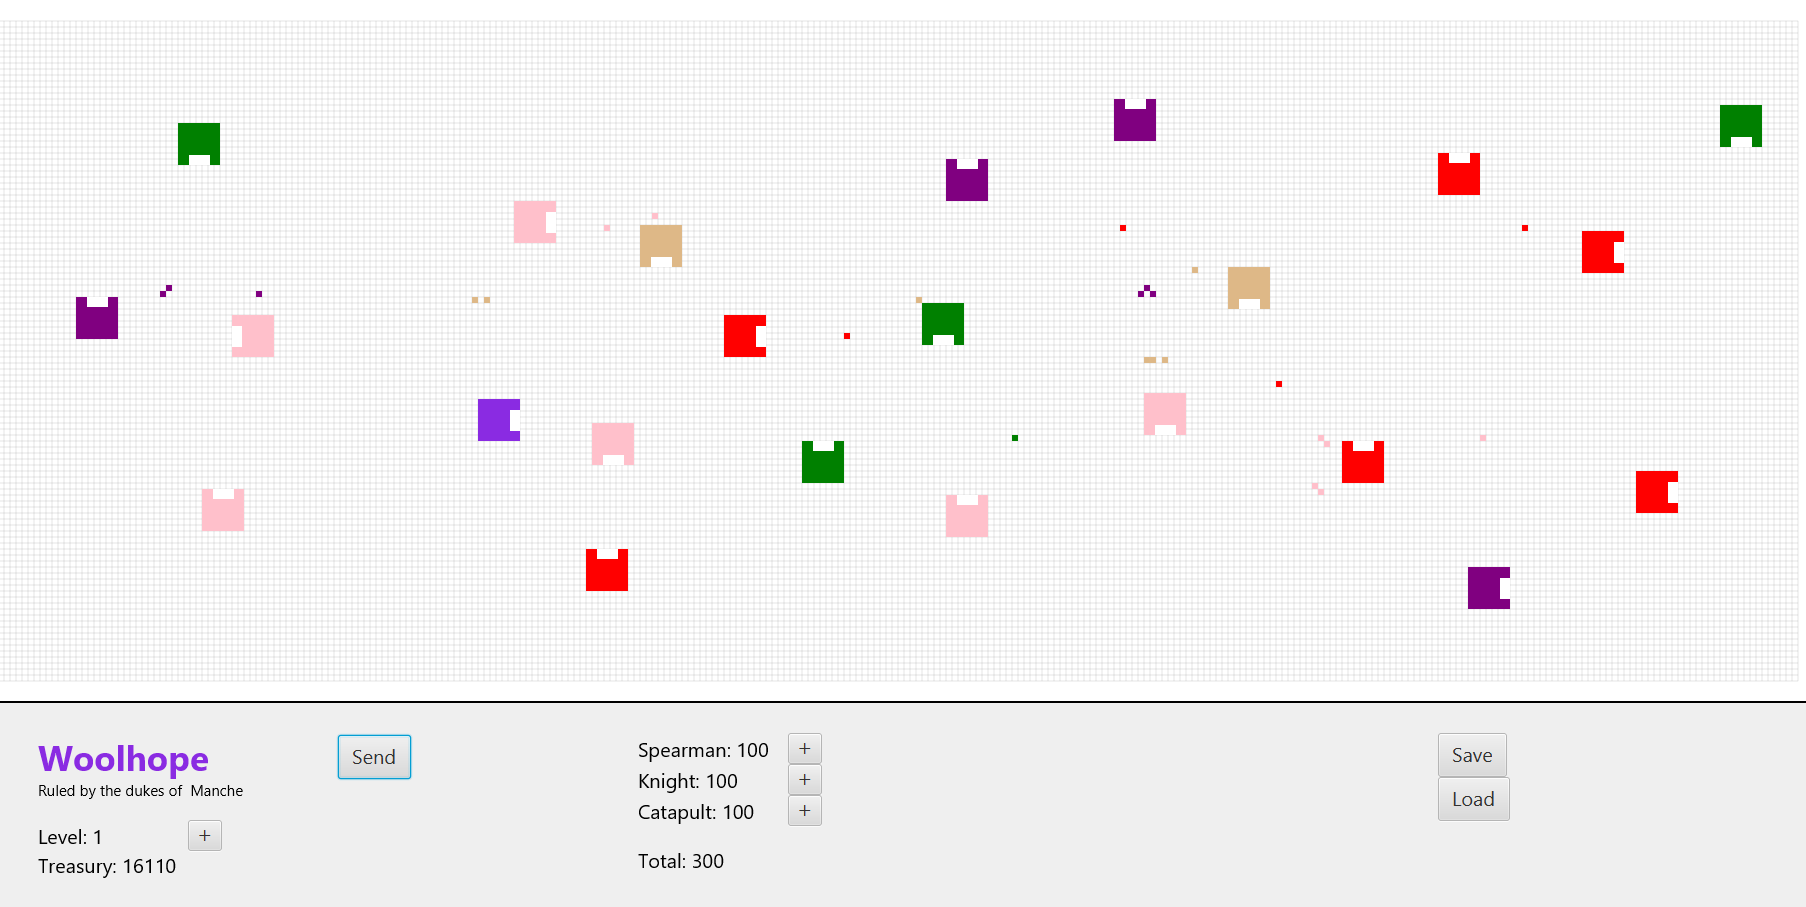 Woolhope
Ruled by the dukes of  Manche
Level: 1
+
Treasury: 16110
Send
Spearman: 100
+
Knight: 100
+
Catapult: 100
+
Total: 300
Save
Load